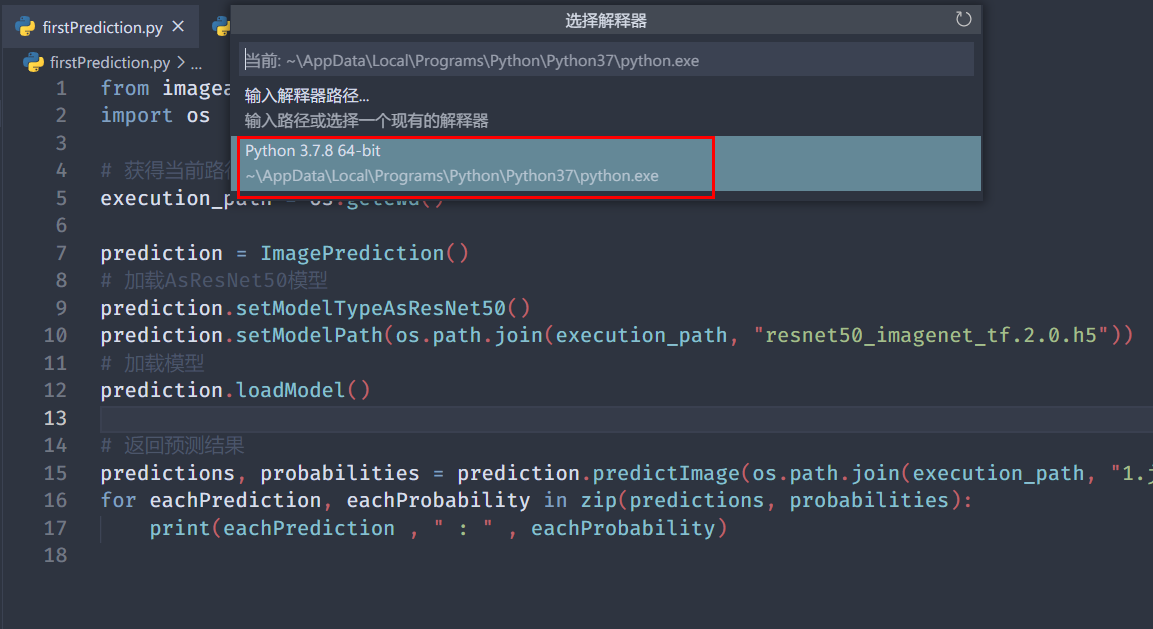 firstPrediction.py
选择解释器
firstPrediction.py > ...
当前: ~\AppData\Local\Programs\Python\Python37\python.exe
输入解释器路径...
输入路径或选择一个现有的解释器
Python 3.7.8 64-bit
~\AppData\Local\Programs\Python\Python37\python.exe
1 from imagea
2 import os
3
4 # 获得当前路
5 execution_path = os.getcwd()
6
7 prediction = ImagePrediction()
8 # 加载AsResNet50模型
9 prediction.setModelTypeAsResNet50()
10 prediction.setModelPath(os.path.join(execution_path, "resnet50_imagenet_tf.2.0.h5"))
11 # 加载模型
12 prediction.loadModel()
13
14 # 返回预测结果
15 predictions, probabilities = prediction.predictImage(os.path.join(execution_path, "1.j
16 for eachPrediction, eachProbability in zip(predictions, probabilities):
17 print(eachPrediction , " : " , eachProbability)
18